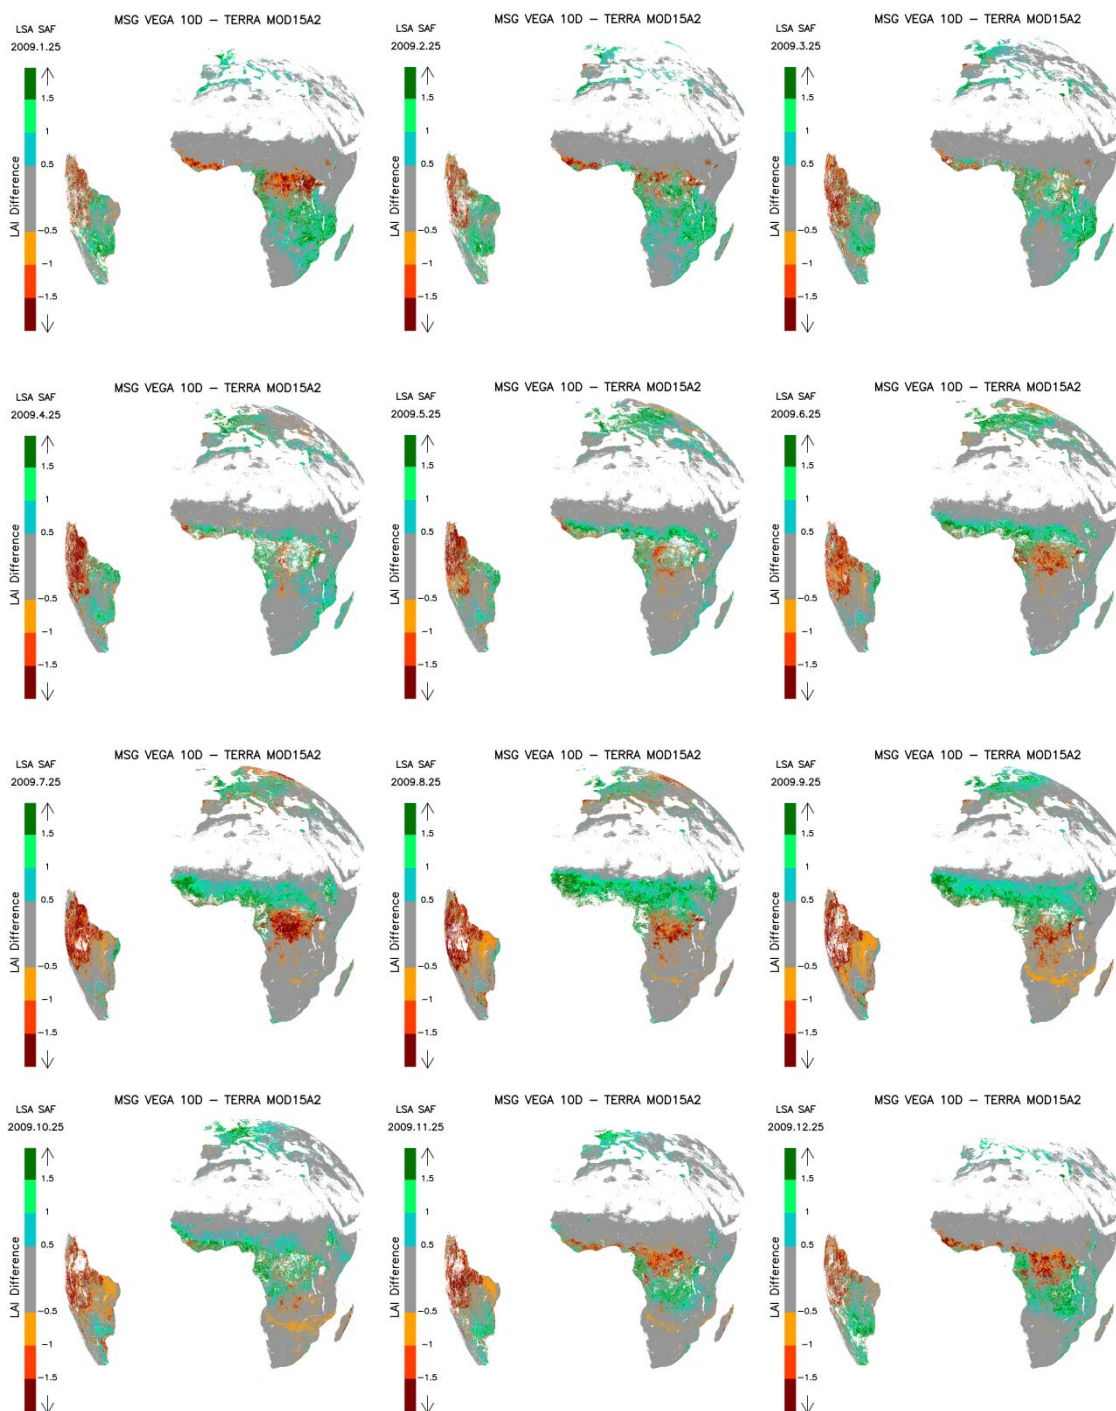 MSG VEGA 10D – TERRA MOD15A2
LSA SAF
2009.1.25
1.5
1
0.5
−0.5
−1
−1.5
LAI Difference
MSG VEGA 10D – TERRA MOD15A2
LSA SAF
2009.2.25
1.5
1
0.5
−0.5
−1
−1.5
LAI Difference
MSG VEGA 10D – TERRA MOD15A2
LSA SAF
2009.3.25
1.5
1
0.5
−0.5
−1
−1.5
LAI Difference
MSG VEGA 10D – TERRA MOD15A2
LSA SAF
2009.4.25
1.5
1
0.5
−0.5
−1
−1.5
LAI Difference
MSG VEGA 10D – TERRA MOD15A2
LSA SAF
2009.5.25
1.5
1
0.5
−0.5
−1
−1.5
LAI Difference
MSG VEGA 10D – TERRA MOD15A2
LSA SAF
2009.6.25
1.5
1
0.5
−0.5
−1
−1.5
LAI Difference
MSG VEGA 10D – TERRA MOD15A2
LSA SAF
2009.7.25
1.5
1
0.5
−0.5
−1
−1.5
LAI Difference
MSG VEGA 10D – TERRA MOD15A2
LSA SAF
2009.8.25
1.5
1
0.5
−0.5
−1
−1.5
LAI Difference
MSG VEGA 10D – TERRA MOD15A2
LSA SAF
2009.9.25
1.5
1
0.5
−0.5
−1
−1.5
LAI Difference
MSG VEGA 10D – TERRA MOD15A2
LSA SAF
2009.10.25
1.5
1
0.5
−0.5
−1
−1.5
LAI Difference
MSG VEGA 10D – TERRA MOD15A2
LSA SAF
2009.11.25
1.5
1
0.5
−0.5
−1
−1.5
LAI Difference
MSG VEGA 10D – TERRA MOD15A2
LSA SAF
2009.12.25
1.5
1
0.5
−0.5
−1
−1.5
LAI Difference